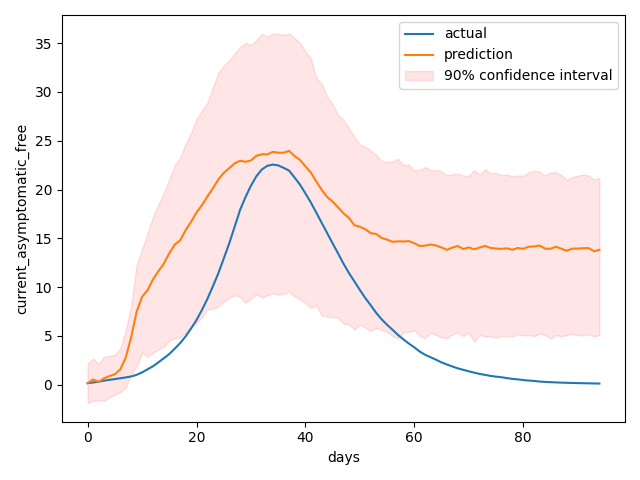 actual
prediction
90% confidence interval
current_asymptomatic_free
35
30
25
20
15
10
5
0
0 20 40 60 80
days